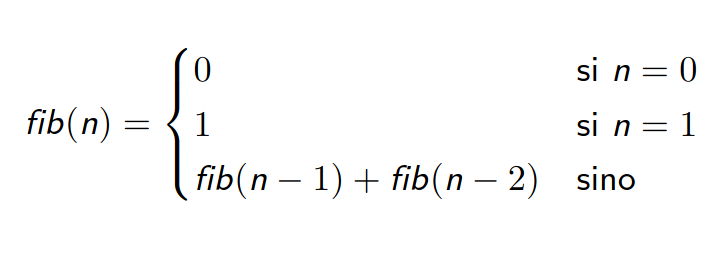 0 si n = 0
fib(n) = { 1 si n = 1
fib(n − 1) + fib(n − 2) sino